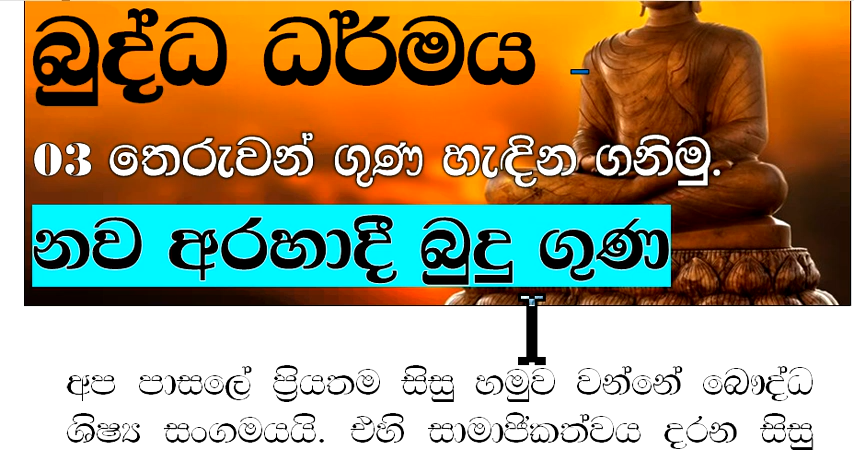 බුද්ධ ධර්මය -
03 තෙරුවන් ගුණ හැඳින ගනිමු.
නව අරහාදී බුදු ගුණ
අප පාසලේ ප්‍රියතම සිසු හමුව වන්නේ බෞද්ධ
ශිෂ්‍ය සංගමයයි. එහි සාමාජිකත්වය දරන සිසු